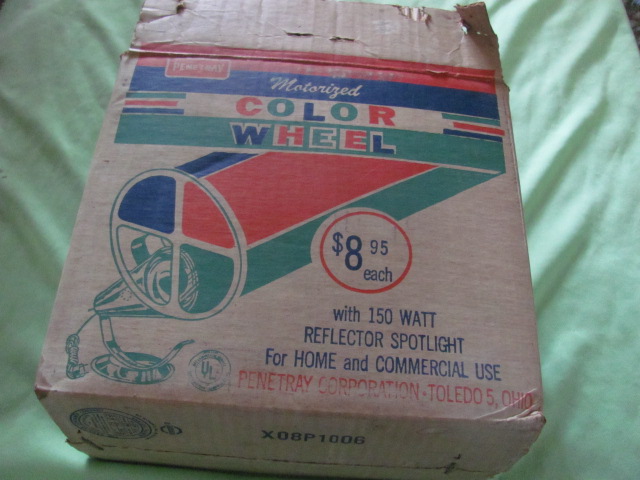 PENETRAY
Motorized
COLOR
WHEEL
$8 95
each
with 150 WATT
REFLECTOR SPOTLIGHT
For HOME and COMMERCIAL USE
UL
PENETRAY CORPORATION · TOLEDO 5, OHIO
X08P1006